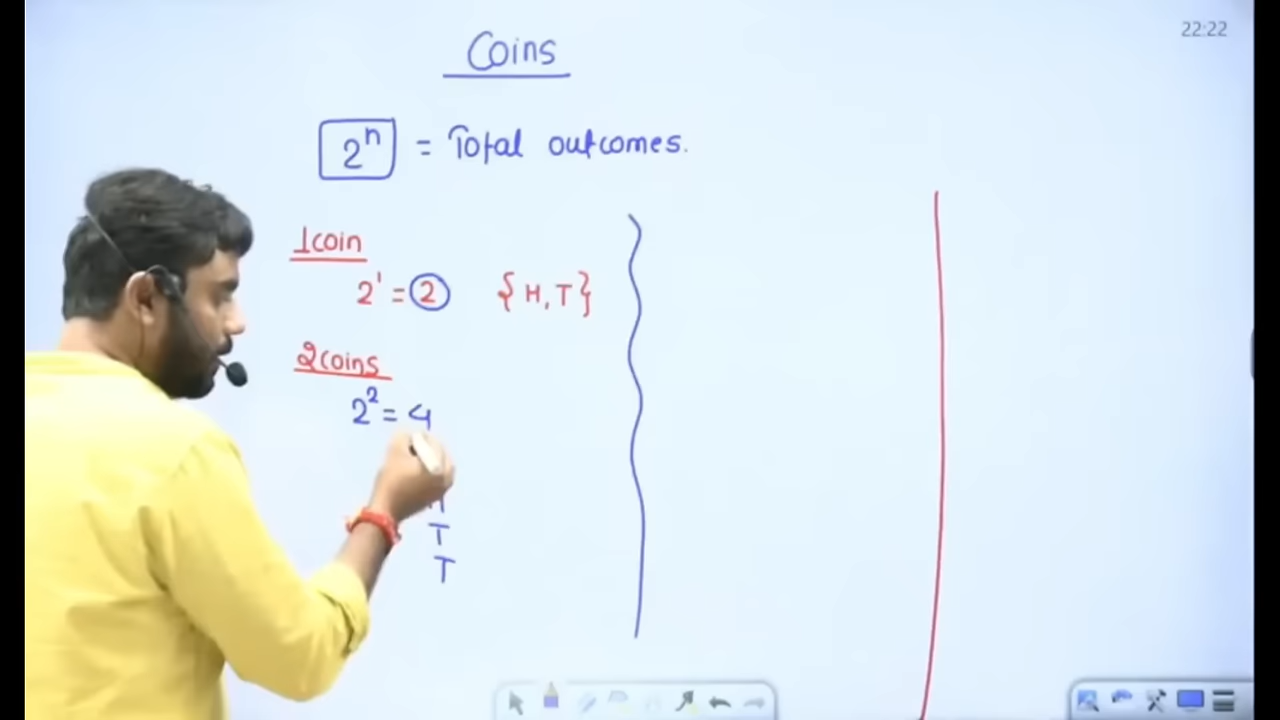 22:22
Coins
2ⁿ = Total outcomes.
1coin
2¹ = 2 {H,T}
2coins
2² = 4
T
T